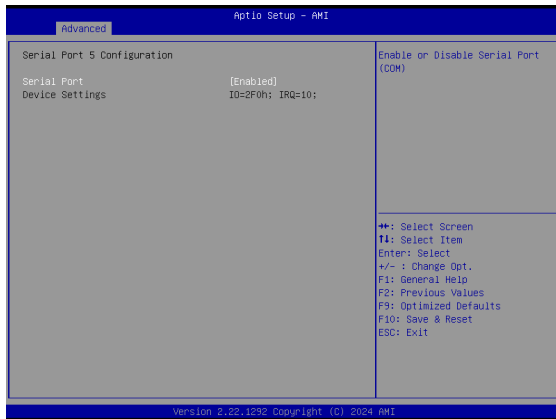 Aptio Setup – AMI
Advanced
Serial Port 5 Configuration
Serial Port [Enabled]
Device Settings IO=2F0h; IRQ=10;
Enable or Disable Serial Port
(COM)
→←: Select Screen
↑↓: Select Item
Enter: Select
+/- : Change Opt.
F1: General Help
F2: Previous Values
F9: Optimized Defaults
F10: Save & Reset
ESC: Exit
Version 2.22.1292 Copyright (C) 2024 AMI